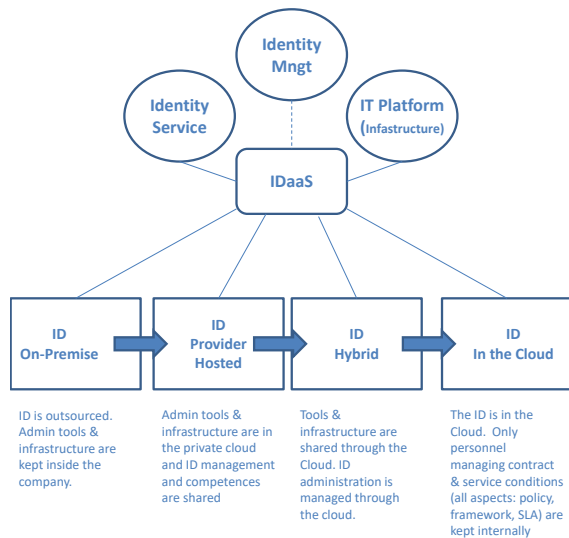 Identity
Mngt
Identity
Service
IT Platform
(Infastructure)
IDaaS
ID
On-Premise
ID
Provider
Hosted
ID
Hybrid
ID
In the Cloud
ID is outsourced.
Admin tools &
infrastructure are
kept inside the
company.
Admin tools &
infrastructure are in
the private cloud
and ID management
and competences
are shared
Tools &
infrastructure are
shared through the
Cloud. ID
administration is
managed through
the cloud.
The ID is in the
Cloud.  Only
personnel
managing contract
& service conditions
(all aspects: policy,
framework, SLA) are
kept internally